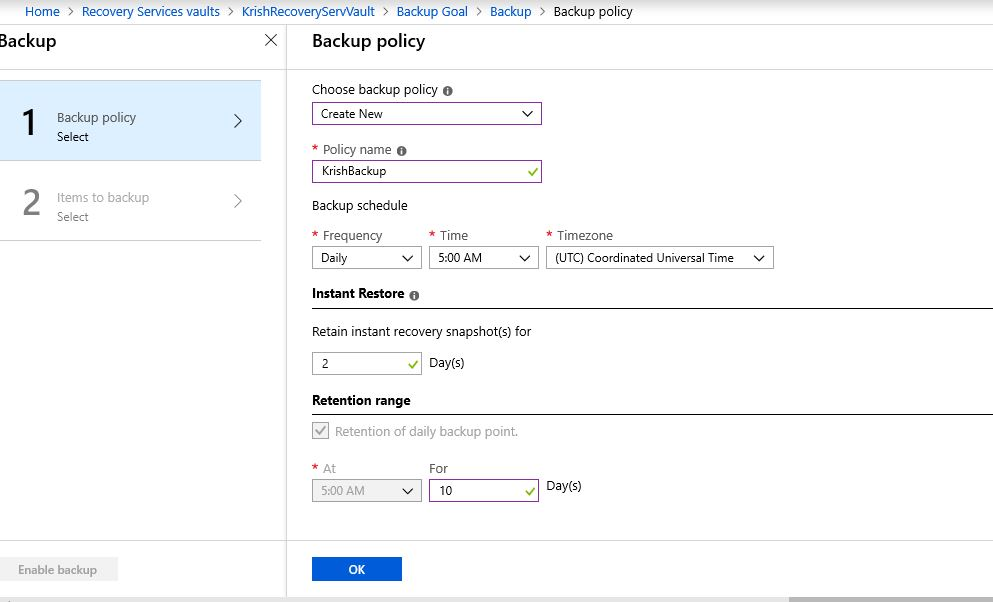 Home > Recovery Services vaults > KrishRecoveryServVault > Backup Goal > Backup > Backup policy
Backup
1 Backup policy
Select
2 Items to backup
Select
Enable backup
Backup policy
Choose backup policy
Create New
* Policy name
KrishBackup
Backup schedule
* Frequency * Time * Timezone
Daily 5:00 AM (UTC) Coordinated Universal Time
Instant Restore
Retain instant recovery snapshot(s) for
2 Day(s)
Retention range
Retention of daily backup point.
* At For
5:00 AM 10 Day(s)
OK